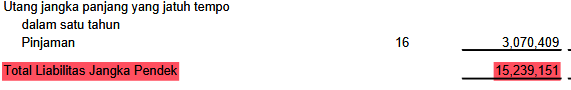 Utang jangka panjang yang jatuh tempo
dalam satu tahun
Pinjaman 16 3,070,409
Total Liabilitas Jangka Pendek 15,239,151